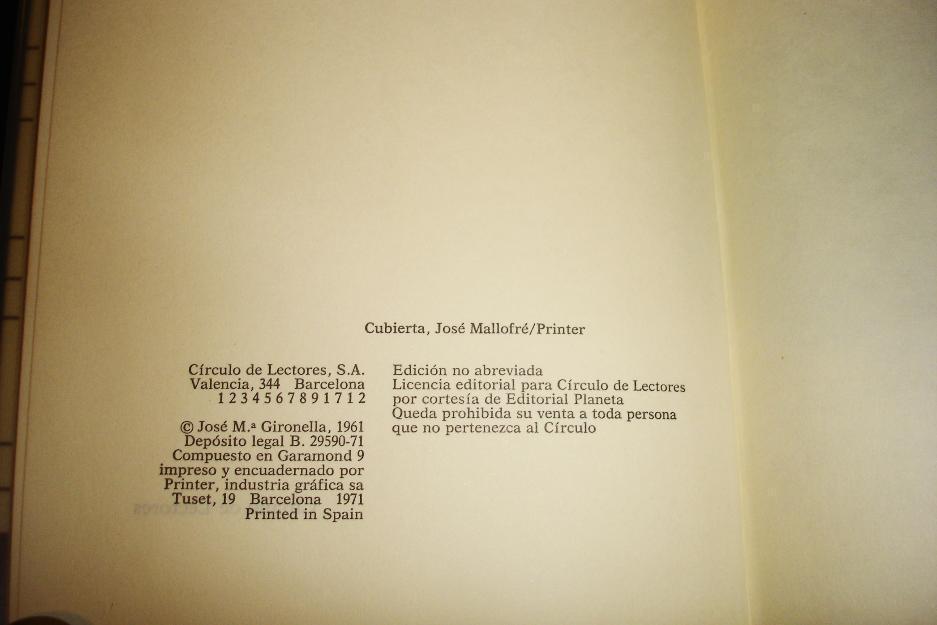 Cubierta, José Mallofré/Printer
Círculo de Lectores, S.A.
Valencia, 344 Barcelona
1 2 3 4 5 6 7 8 9 1 7 1 2
© José M.ª Gironella, 1961
Depósito legal B. 29590-71
Compuesto en Garamond 9
impreso y encuadernado por
Printer, industria gráfica sa
Tuset, 19 Barcelona 1971
Printed in Spain
Edición no abreviada
Licencia editorial para Círculo de Lectores
por cortesía de Editorial Planeta
Queda prohibida su venta a toda persona
que no pertenezca al Círculo